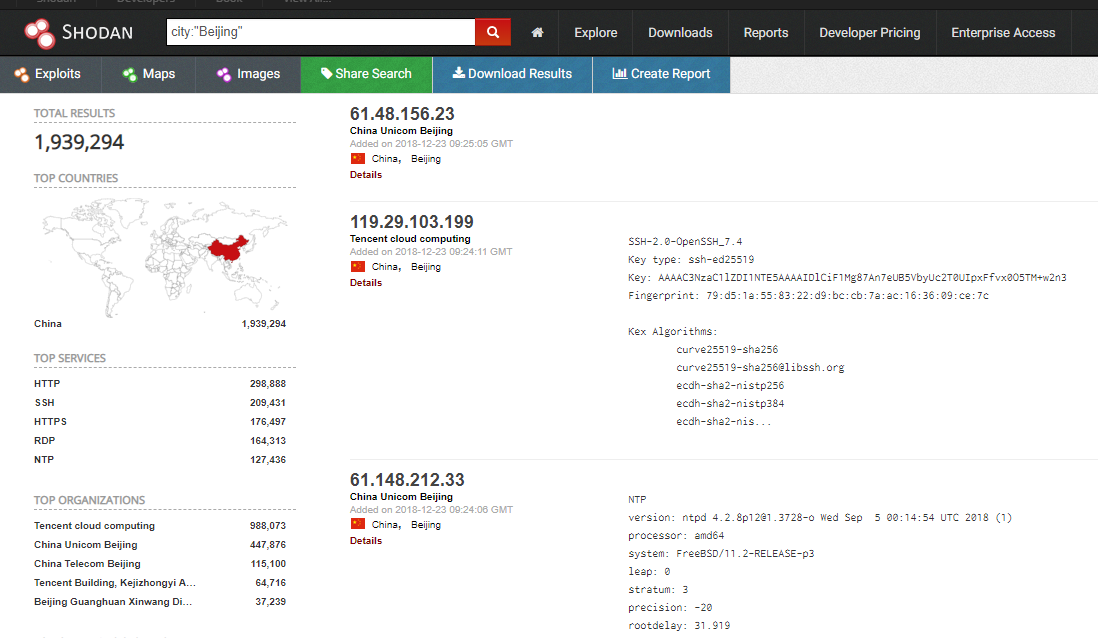 Shodan Developers Book View All...
SHODAN
city:"Beijing"
Explore
Downloads
Reports
Developer Pricing
Enterprise Access
Exploits
Maps
Images
Share Search
Download Results
Create Report
TOTAL RESULTS
1,939,294
TOP COUNTRIES
China 1,939,294
TOP SERVICES
HTTP 298,888
SSH 209,431
HTTPS 176,497
RDP 164,313
NTP 127,436
TOP ORGANIZATIONS
Tencent cloud computing 988,073
China Unicom Beijing 447,876
China Telecom Beijing 115,100
Tencent Building, Kejizhongyi A... 64,716
Beijing Guanghuan Xinwang Di... 37,239
61.48.156.23
China Unicom Beijing
Added on 2018-12-23 09:25:05 GMT
China, Beijing
Details
119.29.103.199
Tencent cloud computing
Added on 2018-12-23 09:24:11 GMT
China, Beijing
Details
SSH-2.0-OpenSSH_7.4
Key type: ssh-ed25519
Key: AAAAC3NzaC1lZDI1NTE5AAAAIDlCiF1Mg87An7eUB5VbyUc2T0UIpxFfvx0O5TM+w2n3
Fingerprint: 79:d5:1a:55:83:22:d9:bc:cb:7a:ac:16:36:09:ce:7c
Kex Algorithms:
curve25519-sha256
curve25519-sha256@libssh.org
ecdh-sha2-nistp256
ecdh-sha2-nistp384
ecdh-sha2-nis...
61.148.212.33
China Unicom Beijing
Added on 2018-12-23 09:24:06 GMT
China, Beijing
Details
NTP
version: ntpd 4.2.8p12@1.3728-o Wed Sep 5 00:14:54 UTC 2018 (1)
processor: amd64
system: FreeBSD/11.2-RELEASE-p3
leap: 0
stratum: 3
precision: -20
rootdelay: 31.919